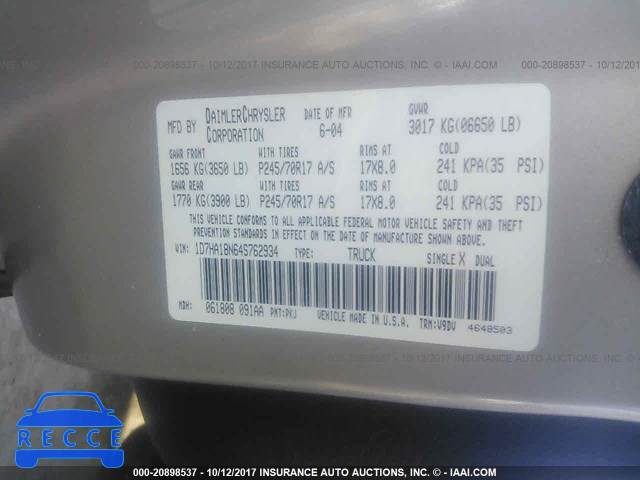 000-20898537 - 10/12/2017 - INSURANCE AUTO AUCTIONS, INC. - © - IAAI.COM
MFD BY DAIMLERCHRYSLER CORPORATION DATE OF MFR 6-04 GVWR 3017 KG(06650 LB)
GAWR FRONT WITH TIRES RIMS AT COLD
1656 KG(3650 LB) P245/70R17 A/S 17X8.0 241 KPA(35 PSI)
GAWR REAR WITH TIRES RIMS AT COLD
1770 KG(3900 LB) P245/70R17 A/S 17X8.0 241 KPA(35 PSI)
THIS VEHICLE CONFORMS TO ALL APPLICABLE FEDERAL MOTOR VEHICLE SAFETY AND THEFT
PREVENTION STANDARDS IN EFFECT ON THE DATE OF MANUFACTURE SHOWN ABOVE.
VIN: 1D7HA18N64S762934 TYPE: TRUCK SINGLE X DUAL
MDH: 061808 091AA PNT:PKJ VEHICLE MADE IN U.S.A. TRM:V9DV 4648503
RECCE
000-20898537 - 10/12/2017 - INSURANCE AUTO AUCTIONS, INC. - © - IAAI.COM